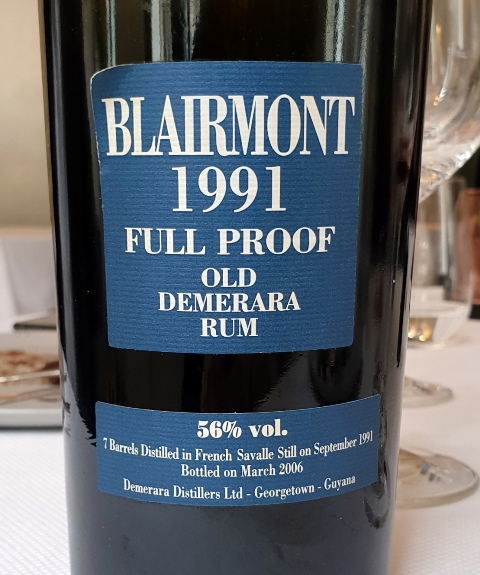 BLAIRMONT
1991
FULL PROOF
OLD
DEMERARA
RUM
56% vol.
7 Barrels Distilled in French Savalle Still on September 1991
Bottled on March 2006
Demerara Distillers Ltd - Georgetown - Guyana